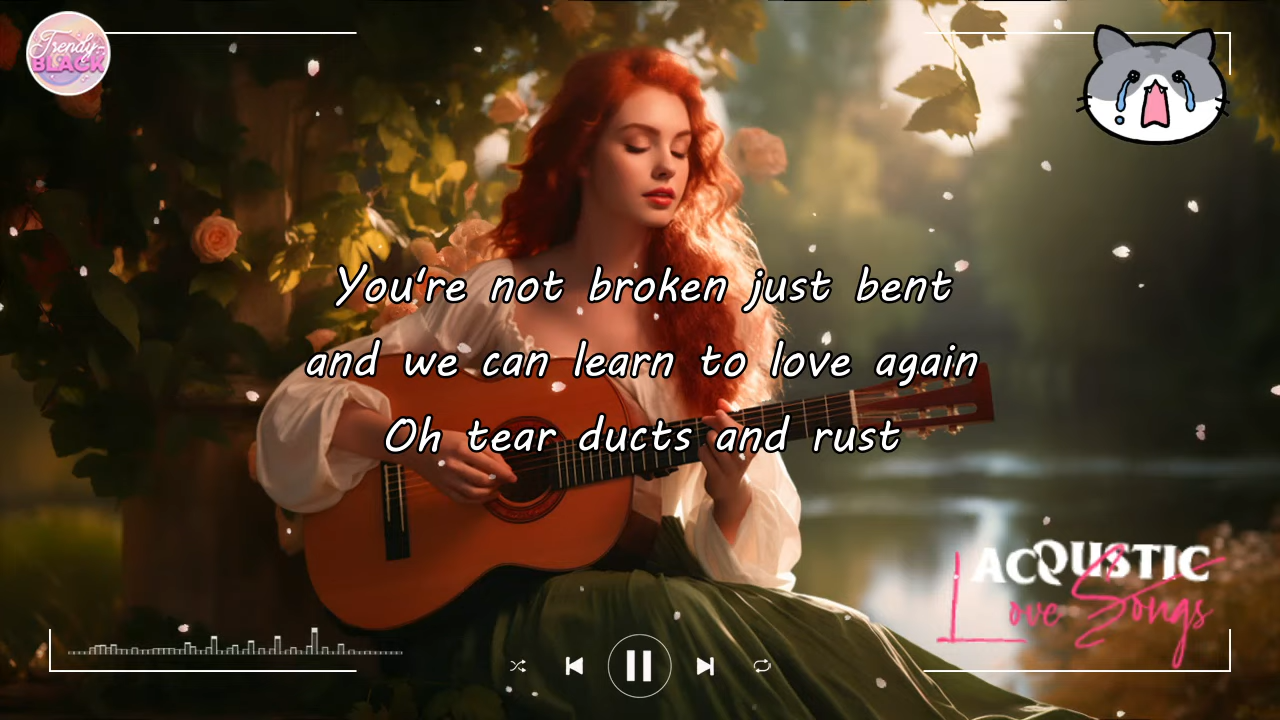 Trendy
BLACK
You're not broken just bent
and we can learn to love again
Oh tear ducts and rust
ACOUSTIC
Love Songs